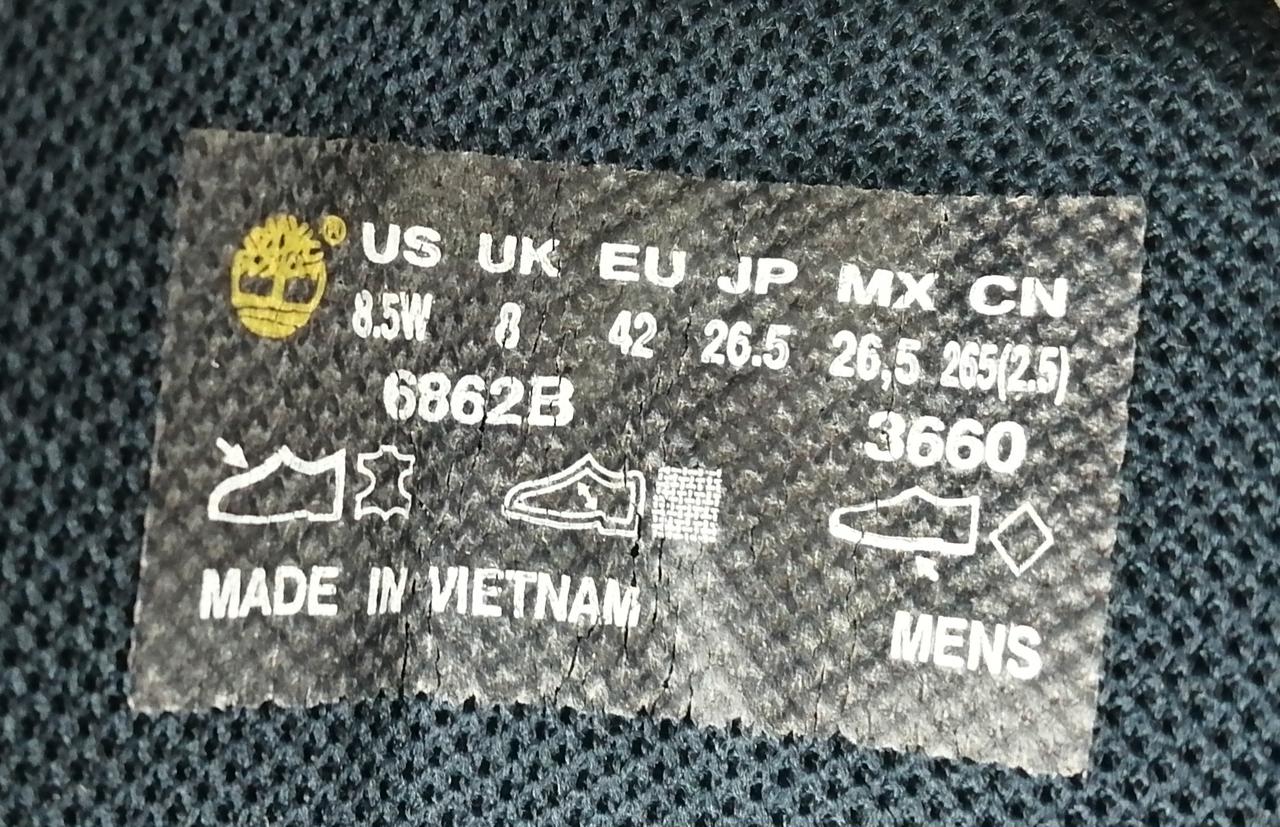 ® US UK EU JP MX CN
8.5W 8 42 26.5 26,5 265(2.5)
6862B 3660
MADE IN VIETNAM
MENS